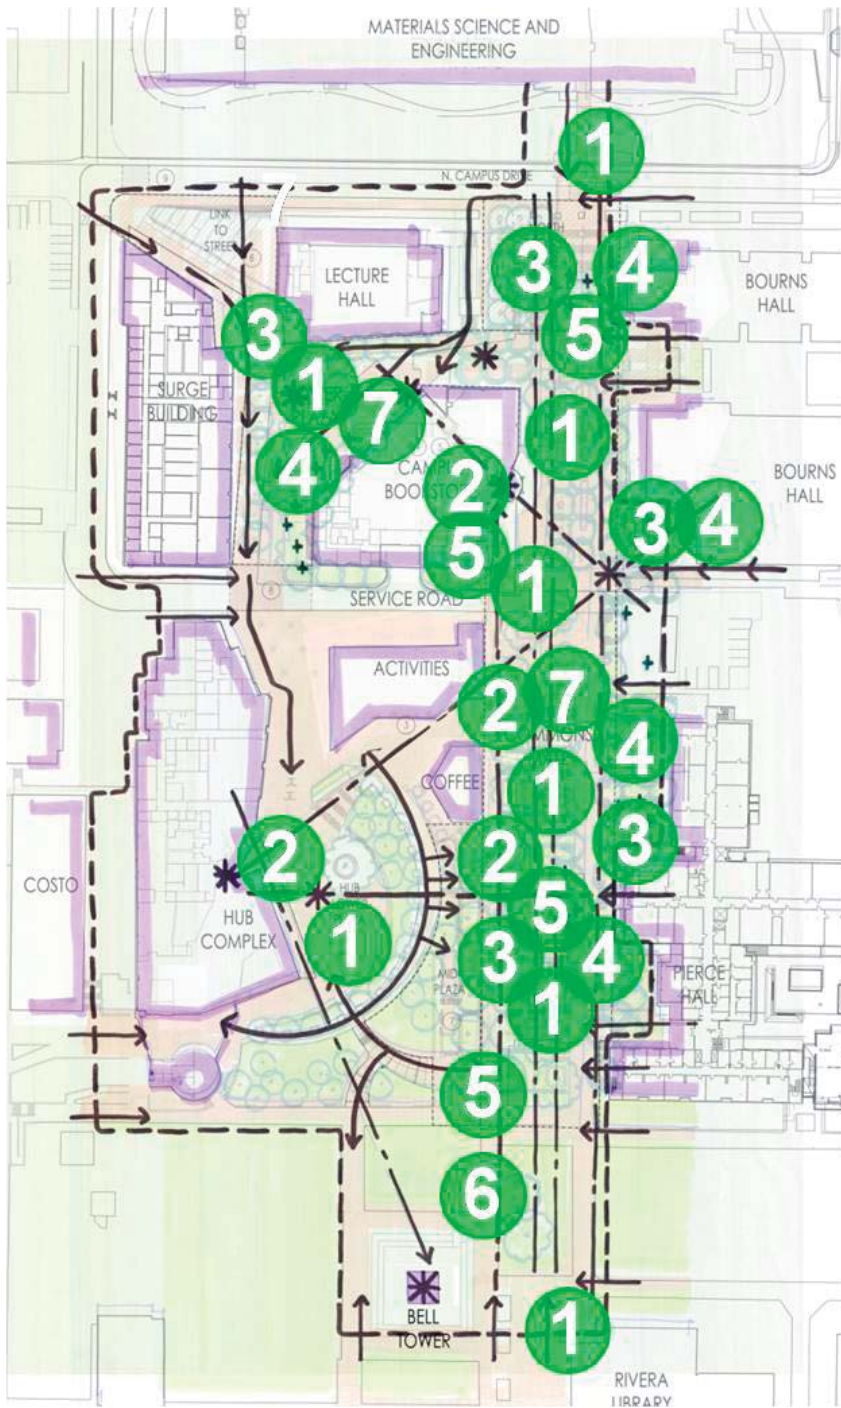 MATERIALS SCIENCE AND
ENGINEERING
1
N. CAMPUS DRIVE
7
LINK
TO
STREET
LECTURE
HALL
3
4
BOURNS
HALL
3
5
1
SURGE
BUILDING
7
1
4
2
BOURNS
HALL
3
4
5
1
SERVICE ROAD
ACTIVITIES
2
7
4
1
COFFEE
3
2
2
COSTO
5
HUB
HUB
COMPLEX
1
3
4
MID
PLAZA
PIERCE
HALL
1
5
6
BELL
TOWER
1
RIVERA
LIBRARY